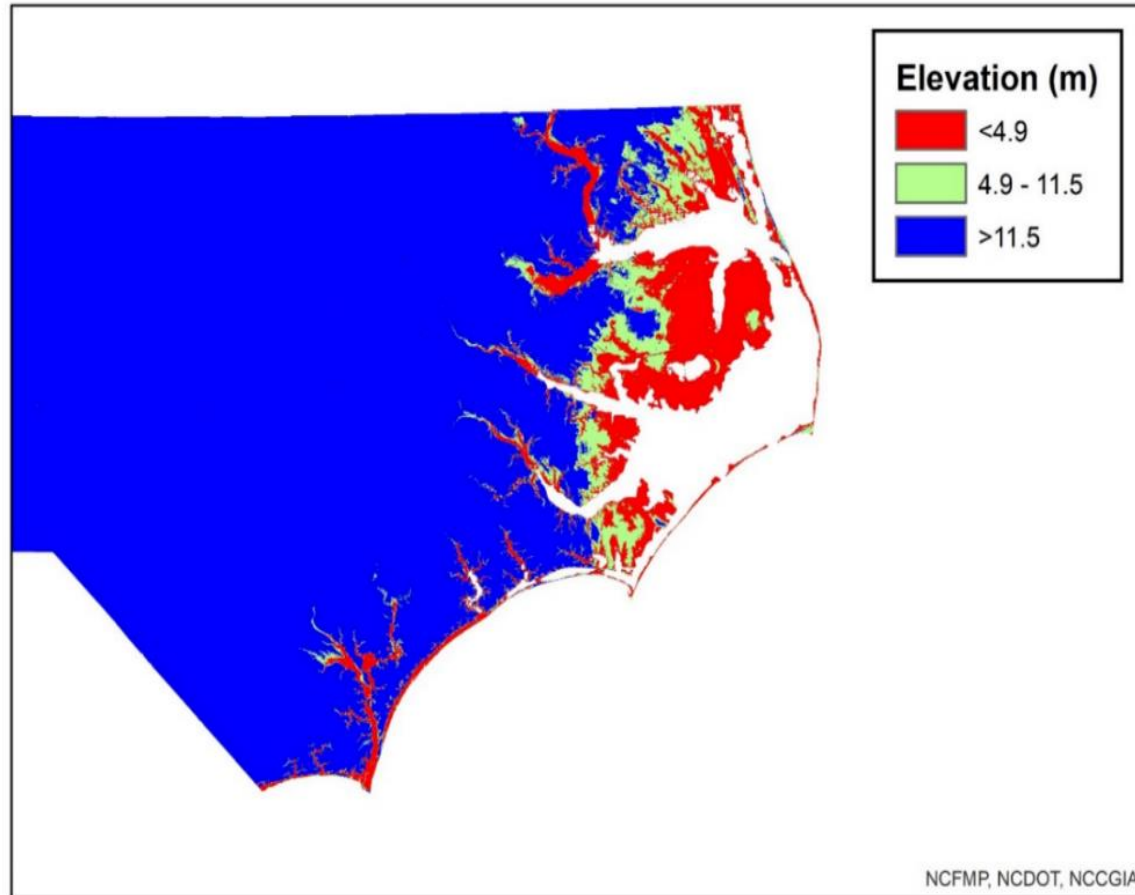 Elevation (m)
<4.9
4.9 - 11.5
>11.5
NCFMP, NCDOT, NCCGIA